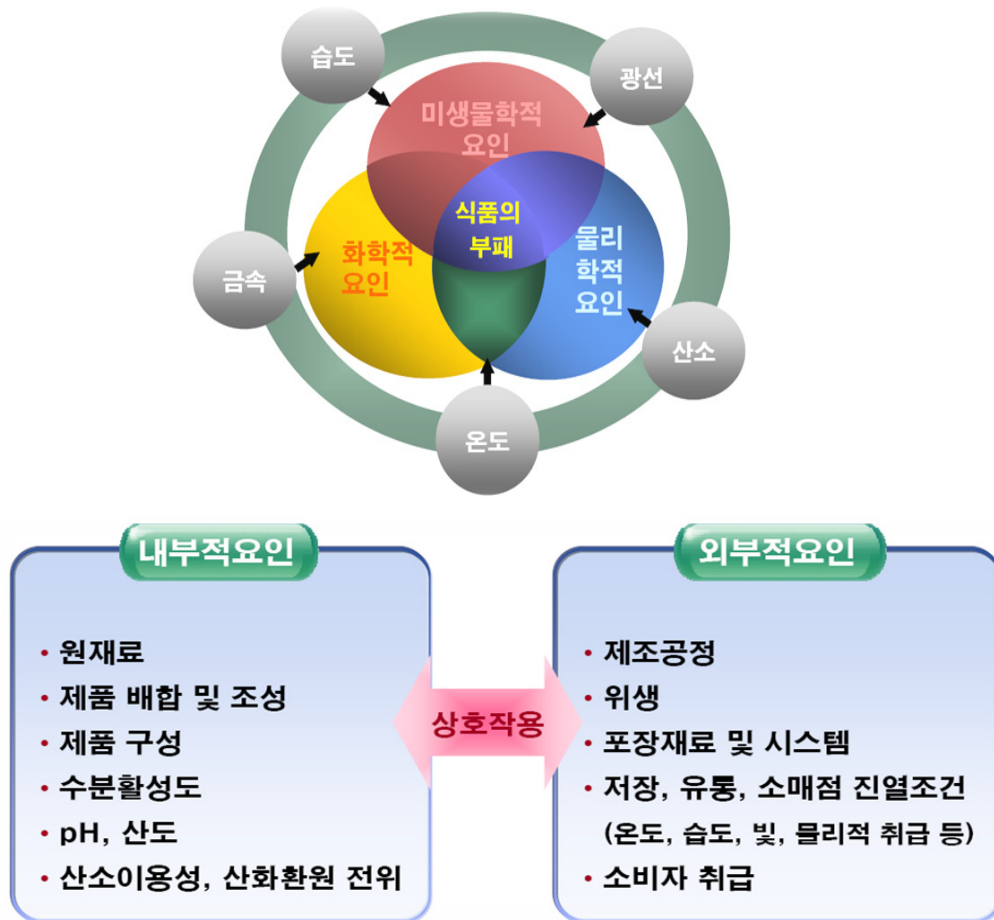 습도
광선
미생물학적
요인
식품의
부패
화학적
요인
물리
학적
요인
금속
산소
온도
내부적요인
• 원재료
• 제품 배합 및 조성
• 제품 구성
• 수분활성도
• pH, 산도
• 산소이용성, 산화환원 전위
상호작용
외부적요인
• 제조공정
• 위생
• 포장재료 및 시스템
• 저장, 유통, 소매점 진열조건
(온도, 습도, 빛, 물리적 취급 등)
• 소비자 취급